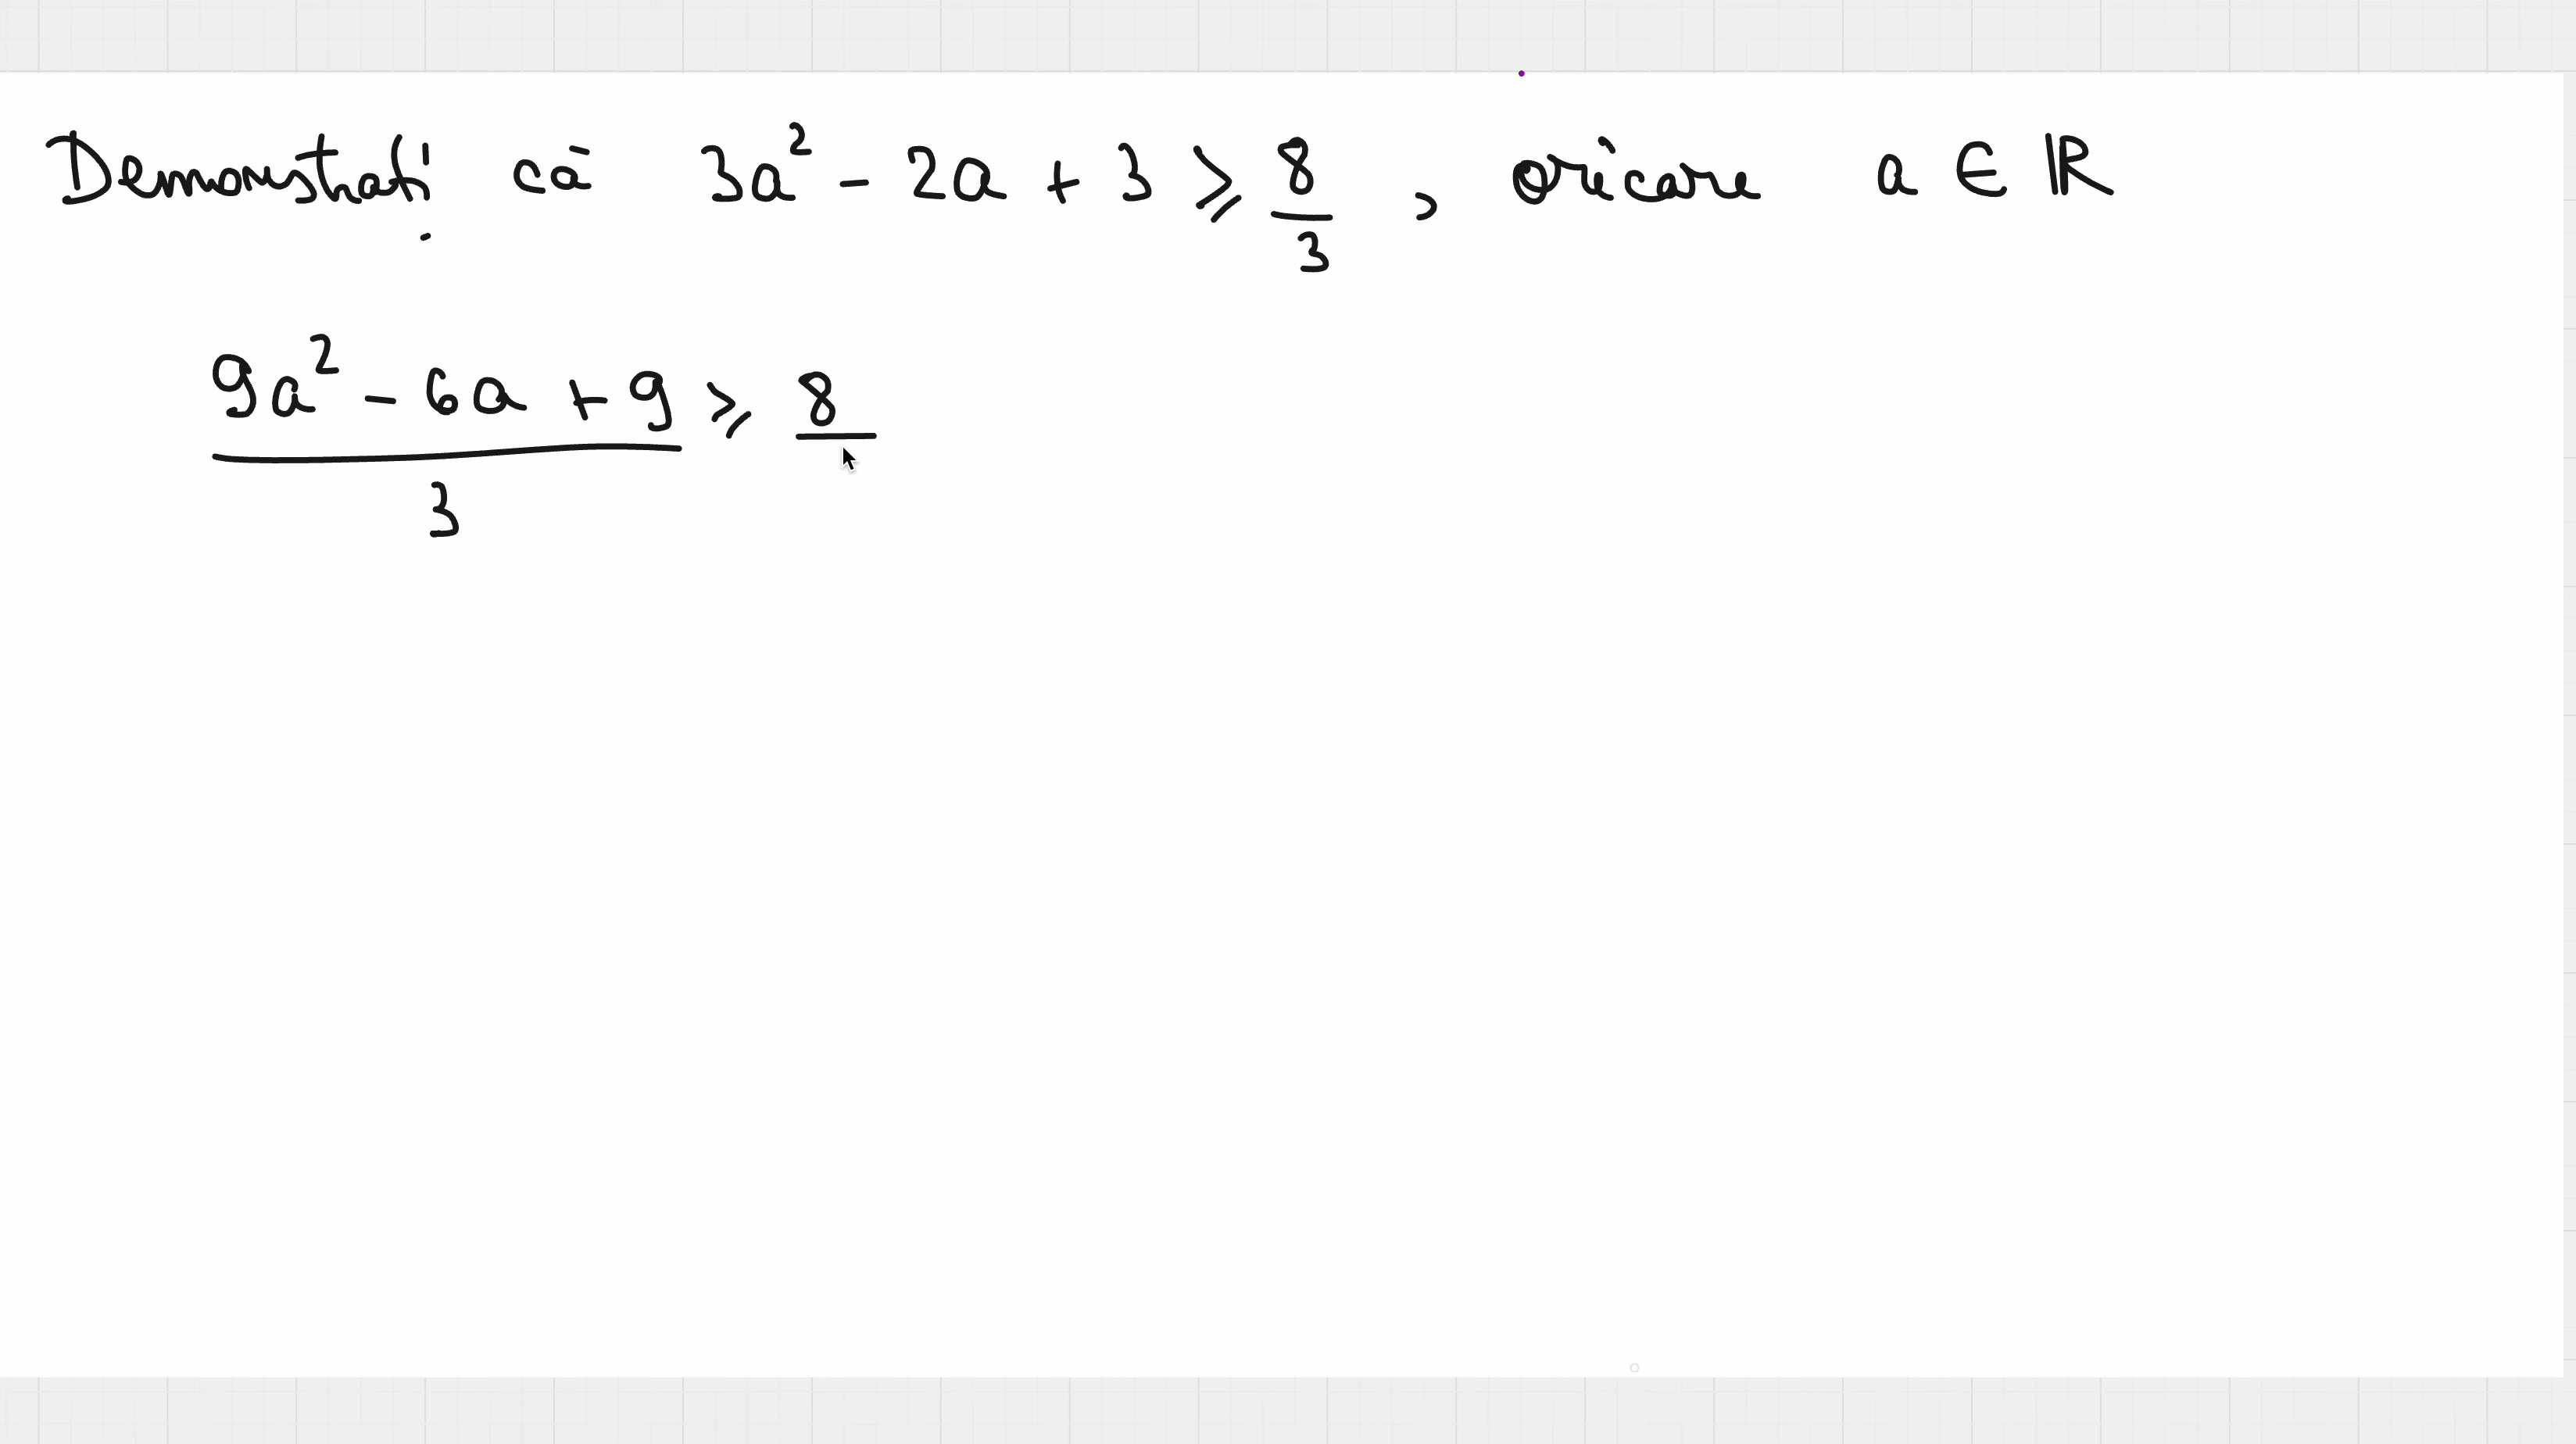 Demonstrați că 3a² - 2a + 3 ⩾ 8/3 , oricare a ∈ ℝ
(9a² - 6a + 9)/3 ⩾ 8/